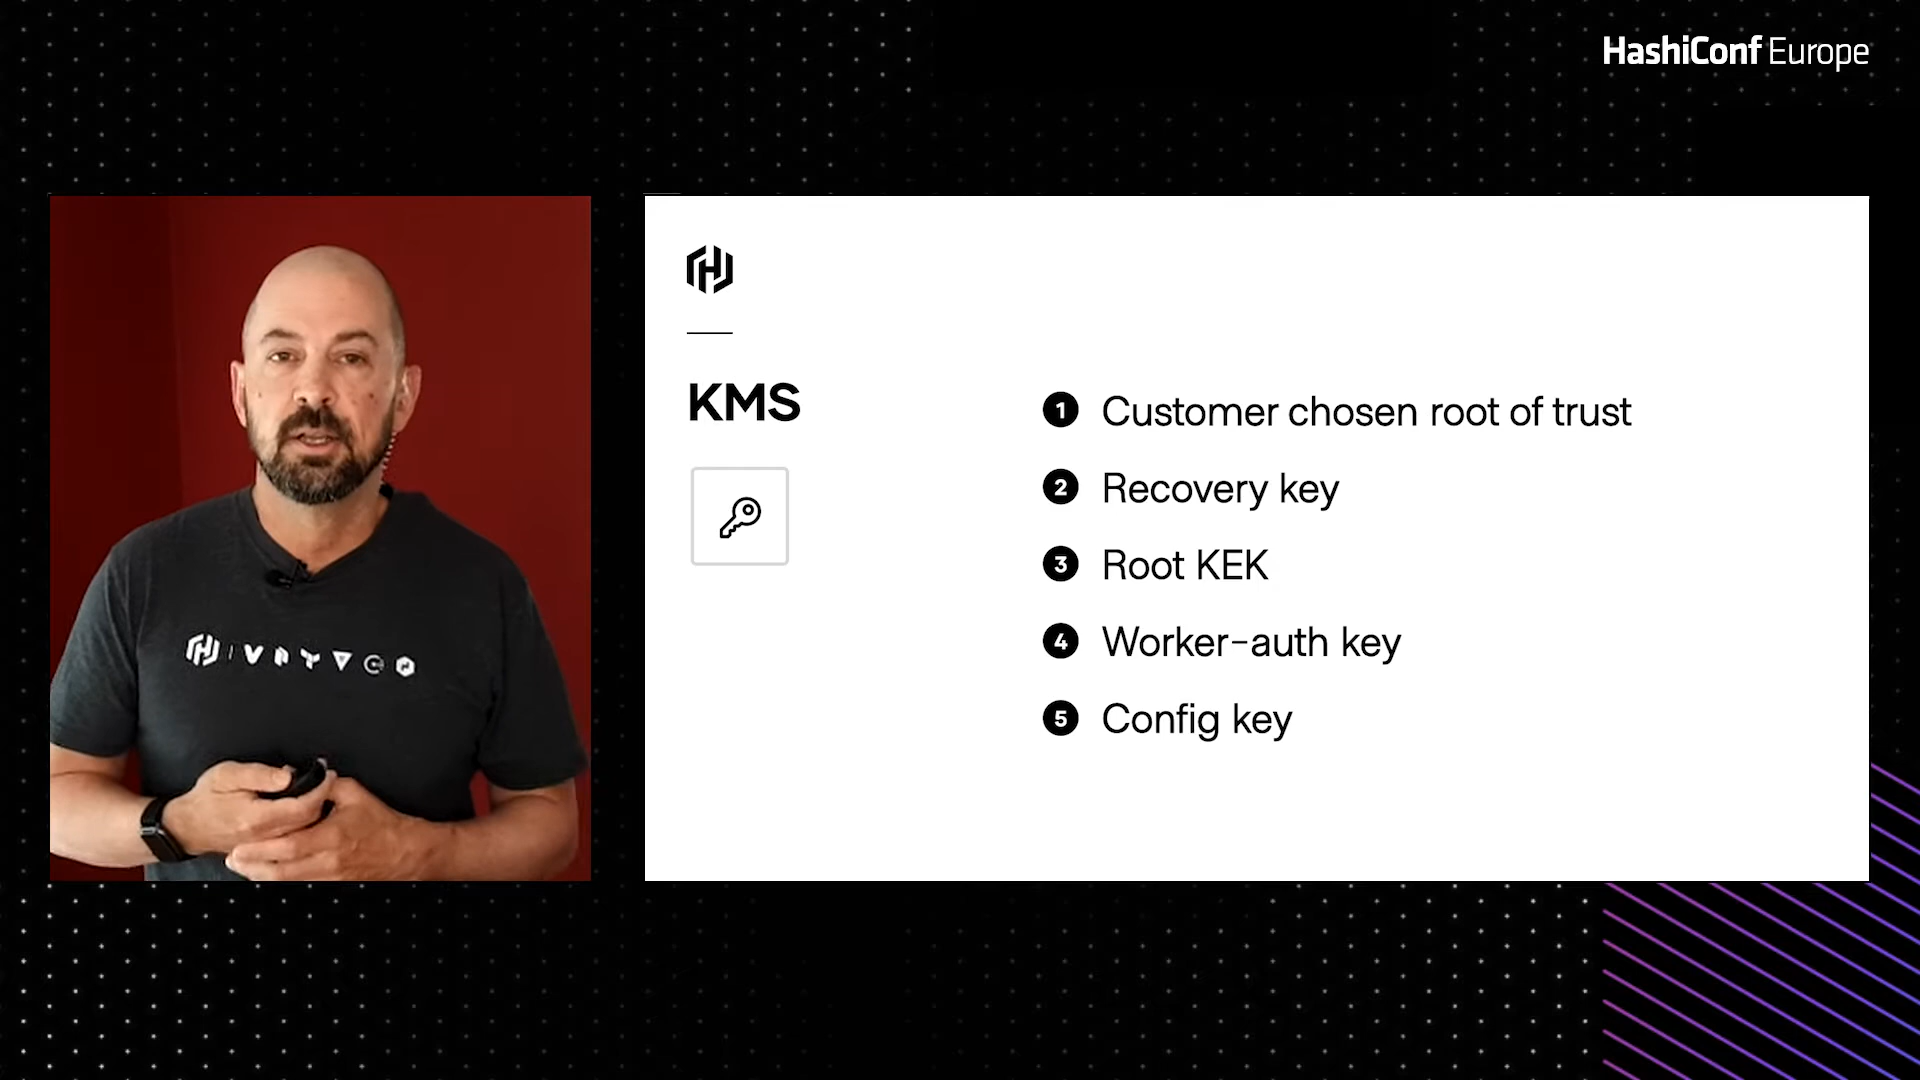 HashiConf Europe
KMS
1 Customer chosen root of trust
2 Recovery key
3 Root KEK
4 Worker-auth key
5 Config key